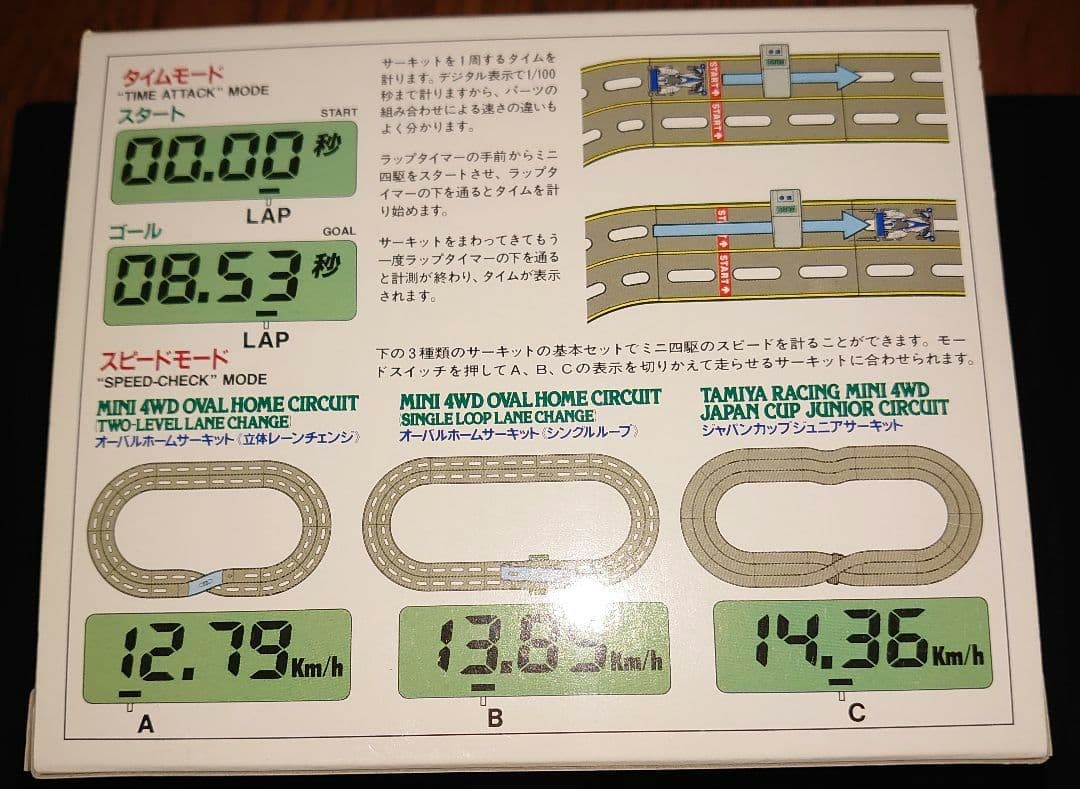 タイムモード
"TIME ATTACK" MODE
スタート
START
00.00秒
LAP
ゴール
GOAL
08.53秒
LAP
サーキットを1周するタイムを
計ります。デジタル表示で1/100
秒まで計りますから、パーツの
組み合わせによる速さの違いも
よく分かります。
ラップタイマーの手前からミニ
四駆をスタートさせ、ラップタ
イマーの下を通るとタイムを計
り始めます。
サーキットをまわってきてもう
一度ラップタイマーの下を通る
と計測が終わり、タイムが表示
されます。
START
START
START
スピードモード
"SPEED-CHECK" MODE
下の3種類のサーキットの基本セットでミニ四駆のスピードを計ることができます。モー
ドスイッチを押してA、B、Cの表示を切りかえて走らせるサーキットに合わせられます。
MINI 4WD OVAL HOME CIRCUIT
(TWO-LEVEL LANE CHANGE)
オーバルホームサーキット《立体レーンチェンジ》
12.79Km/h
A
MINI 4WD OVAL HOME CIRCUIT
(SINGLE LOOP LANE CHANGE)
オーバルホームサーキット《シングルループ》
13.89Km/h
B
TAMIYA RACING MINI 4WD
JAPAN CUP JUNIOR CIRCUIT
ジャパンカップジュニアサーキット
14.36Km/h
C